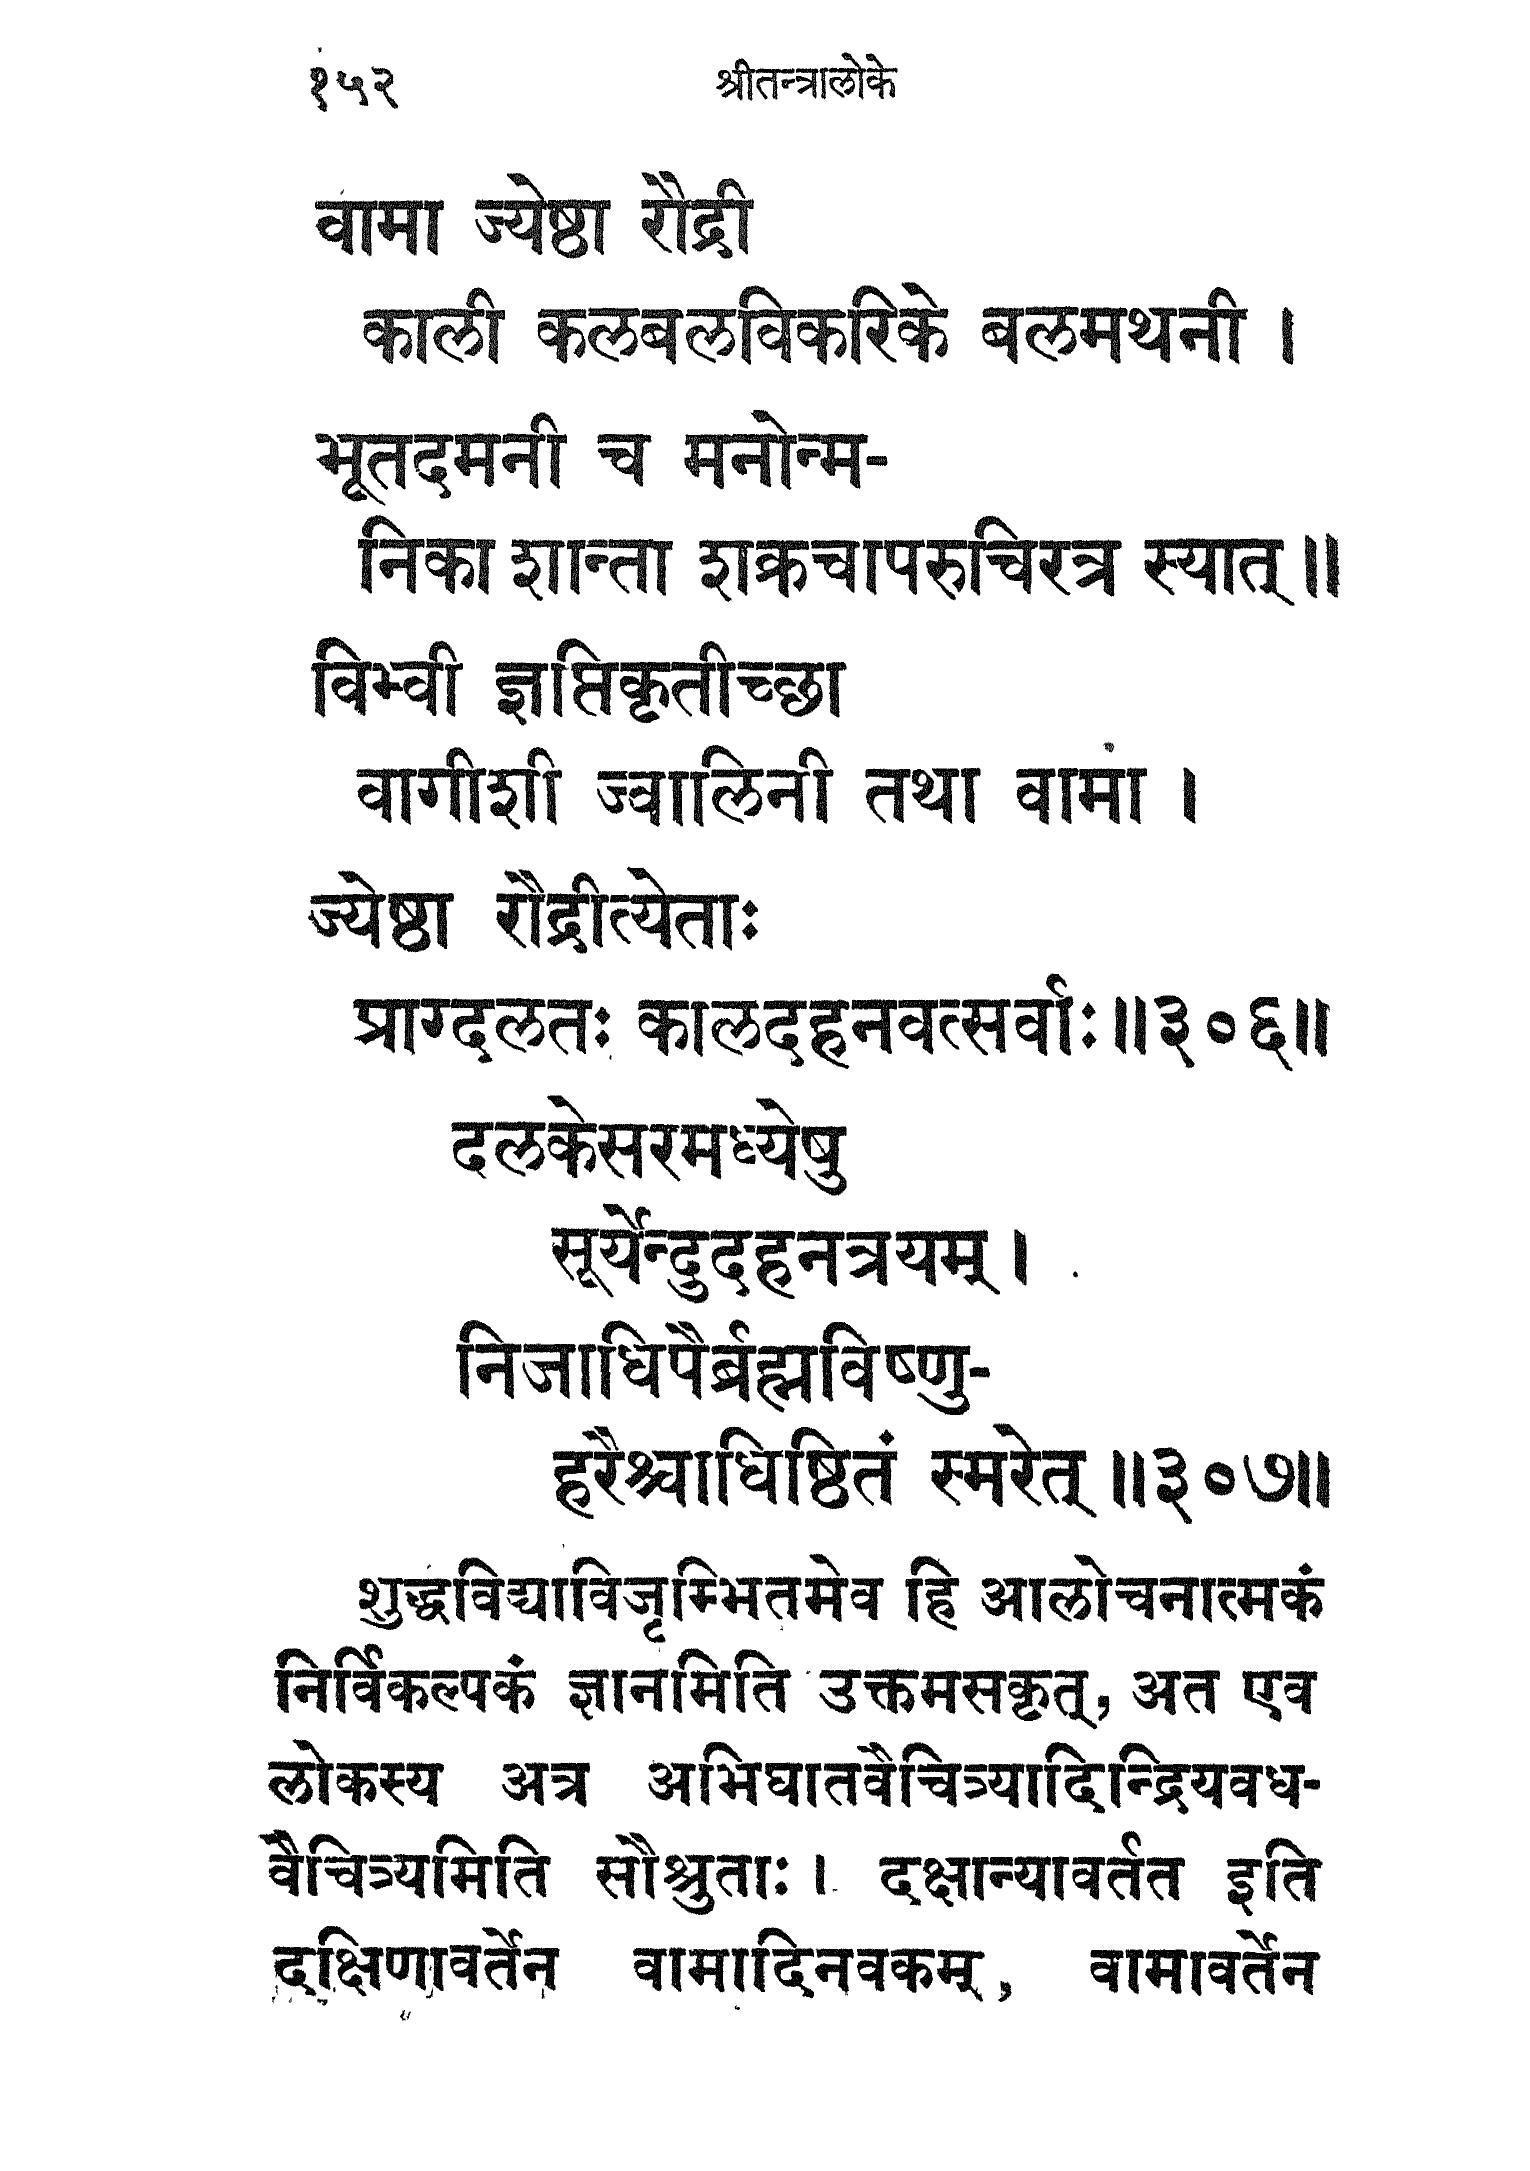 १५२ श्रीतन्त्रालोके
वामा ज्येष्ठा रौद्री
काली कलबलविकरिके बलमथनी ।
भूतदमनी च मनोन्म-
निका शान्ता शक्रचापरुचिरत्र स्यात् ॥
विभ्वी ज्ञप्तिकृतीच्छा
वागीशी ज्वालिनी तथा वामा ।
ज्येष्ठा रौद्रीत्येताः
प्राग्दलतः कालदहनवत्सर्वाः॥३०६॥
दलकेसरमध्येषु
सूर्येन्दुदहनत्रयम् ।
निजाधिपैर्ब्रह्मविष्णु-
हरैश्चाधिष्ठितं स्मरेत् ॥३०७॥
शुद्धविद्याविजृम्भितमेव हि आलोचनात्मकं
निर्विकल्पकं ज्ञानमिति उक्तमसकृत्, अत एव
लोकस्य अत्र अभिघातवैचित्र्यादिन्द्रियवध-
वैचित्र्यमिति सौश्रुताः । दक्षान्यावर्तत इति
दक्षिणावर्तेन वामादिनवकम्, वामावर्तेन